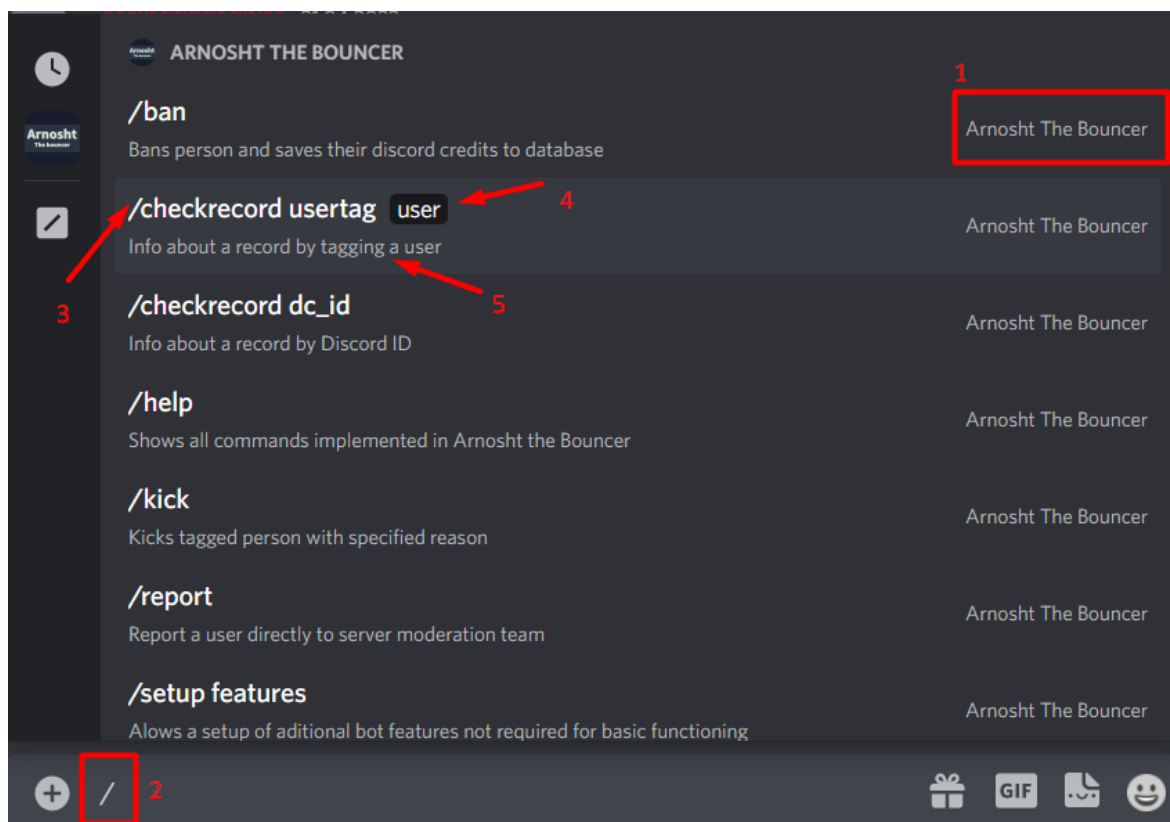 ARNOSHT THE BOUNCER
1
/ban
Arnosht The Bouncer
Bans person and saves their discord credits to database
Arnosht
The bouncer
/checkrecord usertag user
4
Arnosht The Bouncer
Info about a record by tagging a user
3
5
/checkrecord dc_id
Arnosht The Bouncer
Info about a record by Discord ID
/help
Arnosht The Bouncer
Shows all commands implemented in Arnosht the Bouncer
/kick
Arnosht The Bouncer
Kicks tagged person with specified reason
/report
Arnosht The Bouncer
Report a user directly to server moderation team
/setup features
Arnosht The Bouncer
Alows a setup of aditional bot features not required for basic functioning
/ 2
GIF